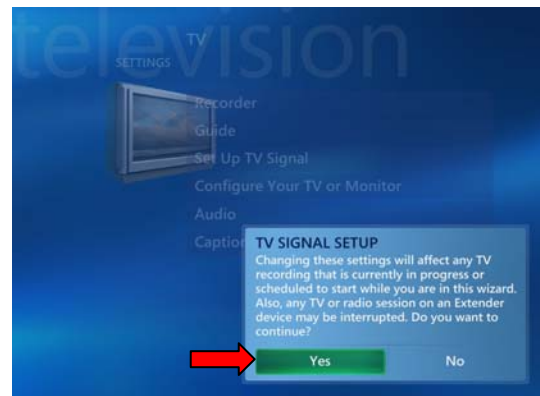 television
TV
SETTINGS
Recorder
Guide
Set Up TV Signal
Configure Your TV or Monitor
Audio
Caption
TV SIGNAL SETUP
Changing these settings will affect any TV
recording that is currently in progress or
scheduled to start while you are in this wizard.
Also, any TV or radio session on an Extender
device may be interrupted. Do you want to
continue?
Yes No